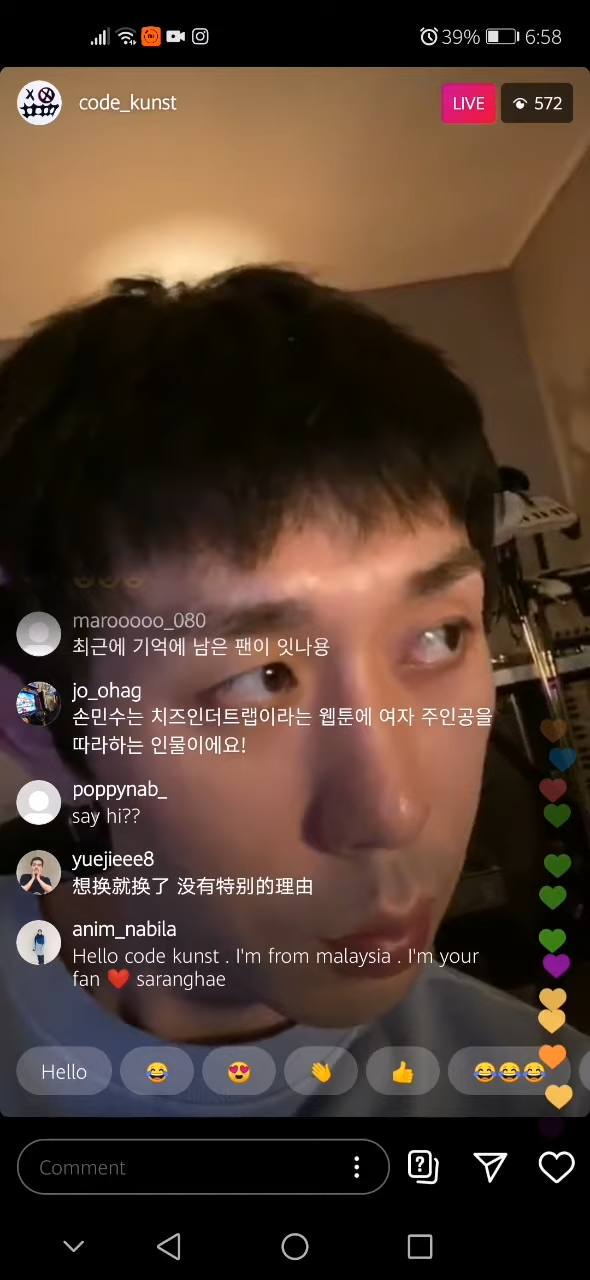 39% 6:58
code_kunst
LIVE 572
marooooo_080
최근에 기억에 남은 팬이 잇나용
jo_ohag
손민수는 치즈인더트랩이라는 웹툰에 여자 주인공을
따라하는 인물이에요!
poppynab_
say hi??
yuejieee8
想换就换了 没有特别的理由
anim_nabila
Hello code kunst . I'm from malaysia . I'm your
fan ❤️ saranghae
Hello 😂 😍 👋 👍 😂😂😂
Comment